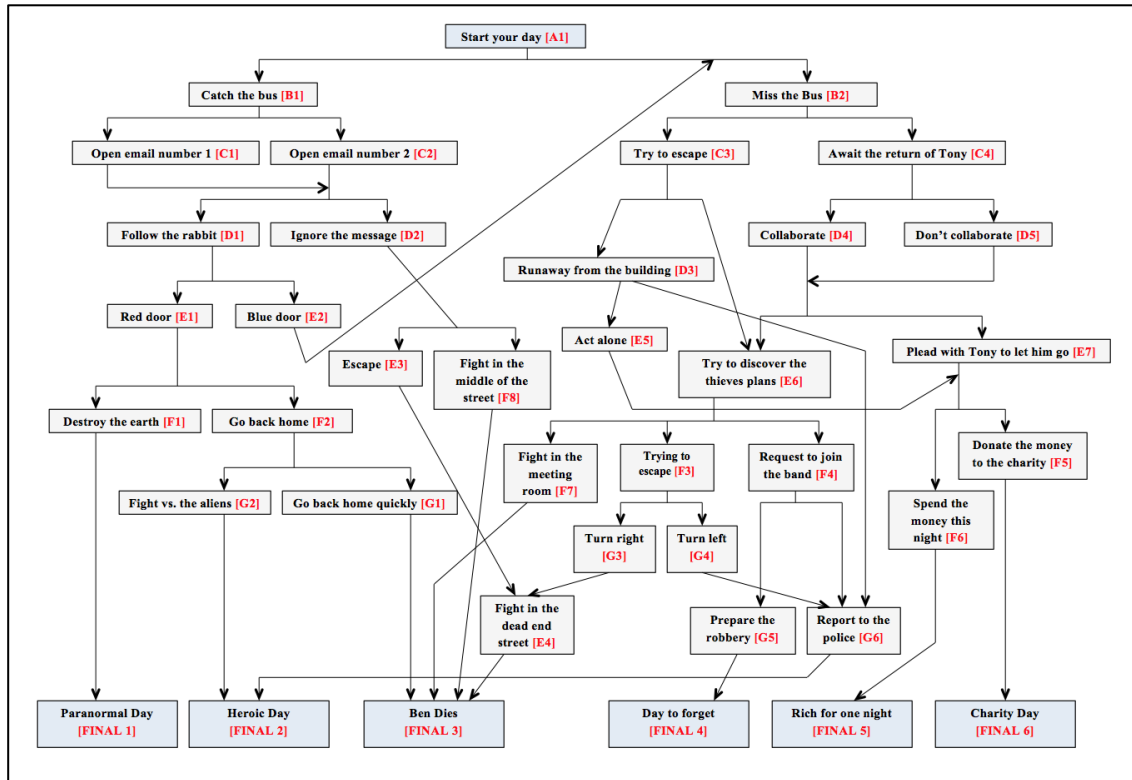 Start your day [A1]
Catch the bus [B1]
Miss the Bus [B2]
Open email number 1 [C1]
Open email number 2 [C2]
Try to escape [C3]
Await the return of Tony [C4]
Follow the rabbit [D1]
Ignore the message [D2]
Collaborate [D4]
Don't collaborate [D5]
Runaway from the building [D3]
Red door [E1]
Blue door [E2]
Act alone [E5]
Escape [E3]
Fight in the
middle of the
street [F8]
Try to discover the
thieves plans [E6]
Plead with Tony to let him go [E7]
Destroy the earth [F1]
Go back home [F2]
Fight in the
meeting
room [F7]
Trying to
escape [F3]
Request to join
the band [F4]
Donate the money
to the charity [F5]
Fight vs. the aliens [G2]
Go back home quickly [G1]
Spend the
money this
night [F6]
Turn right
[G3]
Turn left
[G4]
Fight in the
dead end
street [E4]
Prepare the
robbery [G5]
Report to the
police [G6]
Paranormal Day
[FINAL 1]
Heroic Day
[FINAL 2]
Ben Dies
[FINAL 3]
Day to forget
[FINAL 4]
Rich for one night
[FINAL 5]
Charity Day
[FINAL 6]